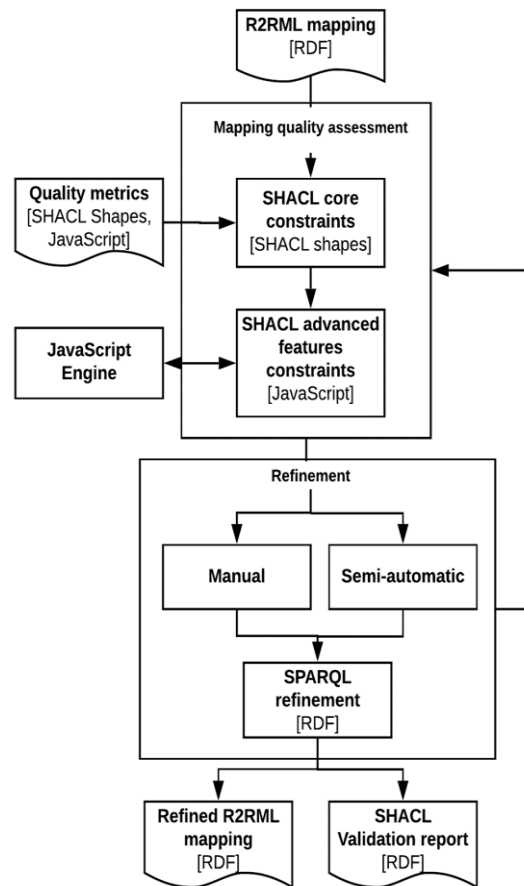 R2RML mapping
[RDF]
Mapping quality assessment
Quality metrics
[SHACL Shapes,
JavaScript]
SHACL core
constraints
[SHACL shapes]
JavaScript
Engine
SHACL advanced
features
constraints
[JavaScript]
Refinement
Manual
Semi-automatic
SPARQL
refinement
[RDF]
Refined R2RML
mapping
[RDF]
SHACL
Validation report
[RDF]